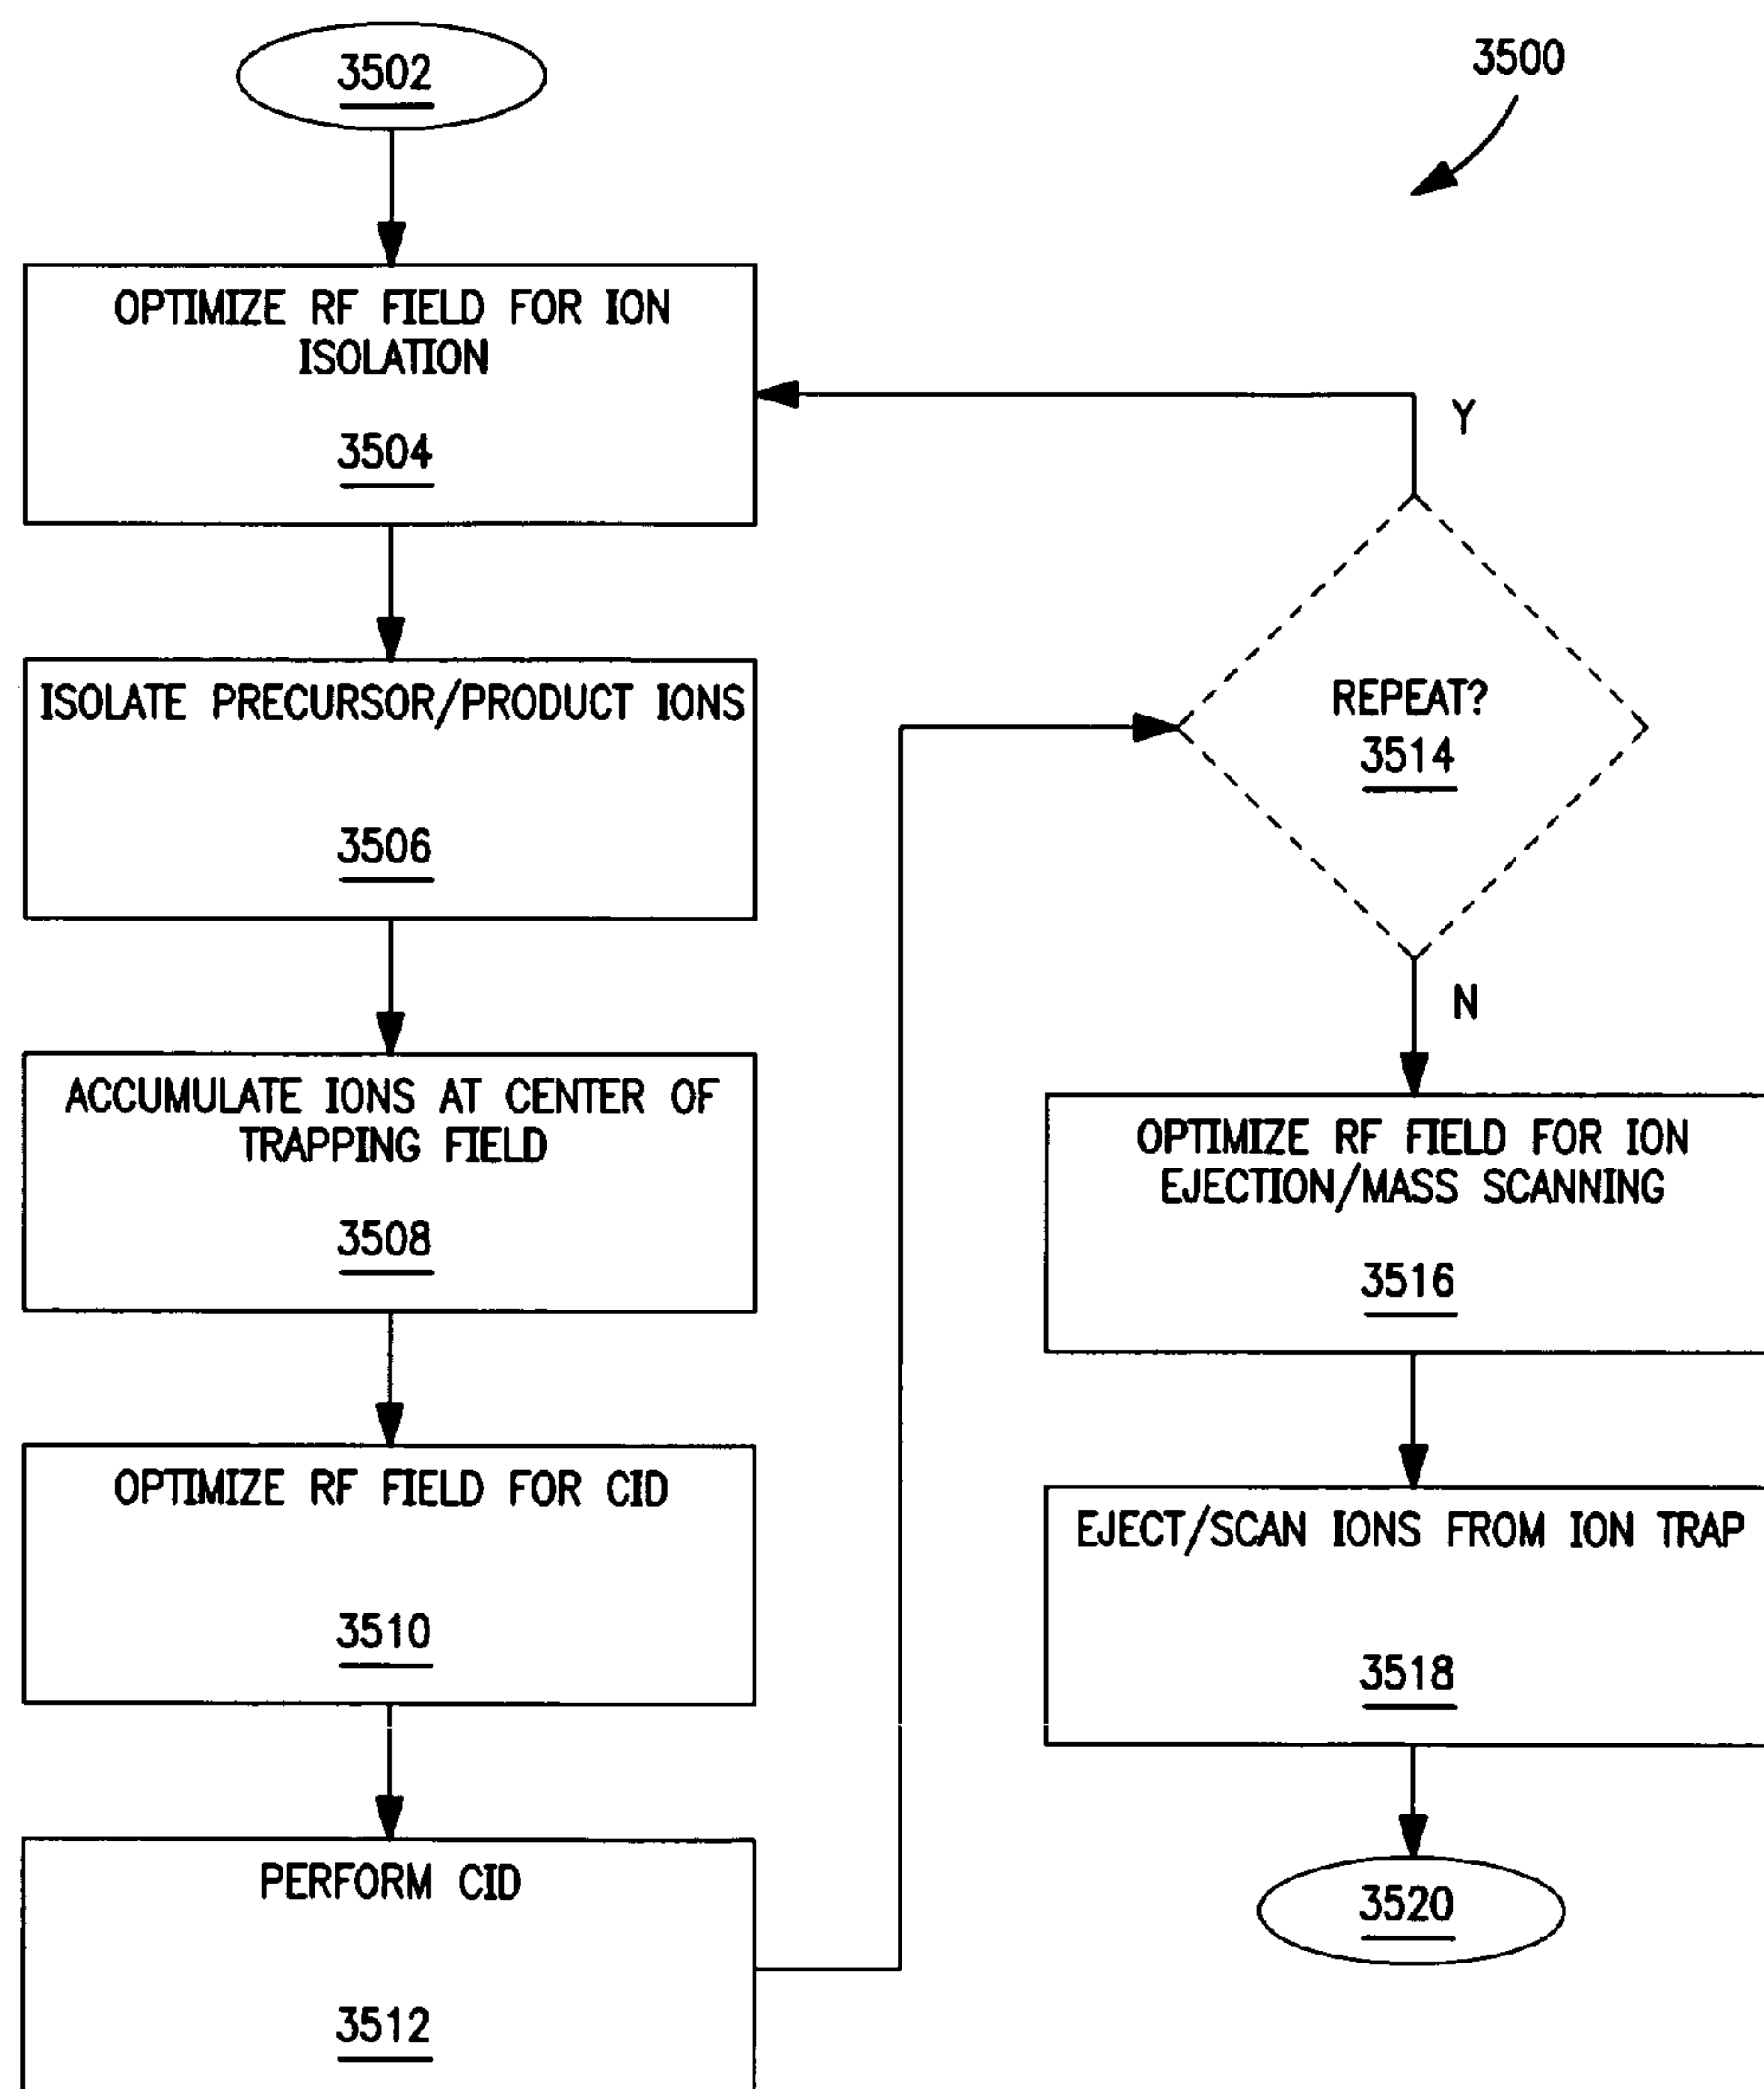 3502
3500
OPTIMIZE RF FIELD FOR ION
ISOLATION
3504
ISOLATE PRECURSOR/PRODUCT IONS
3506
ACCUMULATE IONS AT CENTER OF
TRAPPING FIELD
3508
OPTIMIZE RF FIELD FOR CID
3510
PERFORM CID
3512
Y
REPEAT?
3514
N
OPTIMIZE RF FIELD FOR ION
EJECTION/MASS SCANNING
3516
EJECT/SCAN IONS FROM ION TRAP
3518
3520